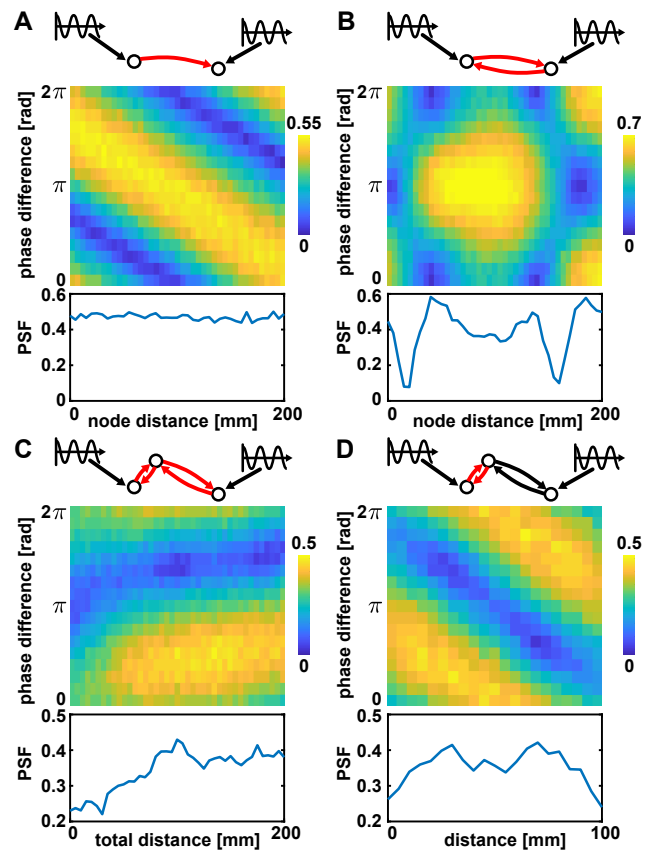 A
2π
π
0
phase difference [rad]
0.55
0
0.6
0.4
0.2
0
PSF
0
200
node distance [mm]
B
2π
π
0
phase difference [rad]
0.7
0
0.6
0.4
0.2
0
PSF
0
200
node distance [mm]
C
2π
π
0
phase difference [rad]
0.5
0
0.5
0.4
0.3
0.2
PSF
0
200
total distance [mm]
D
2π
π
0
phase difference [rad]
0.5
0
0.5
0.4
0.3
0.2
PSF
0
100
distance [mm]